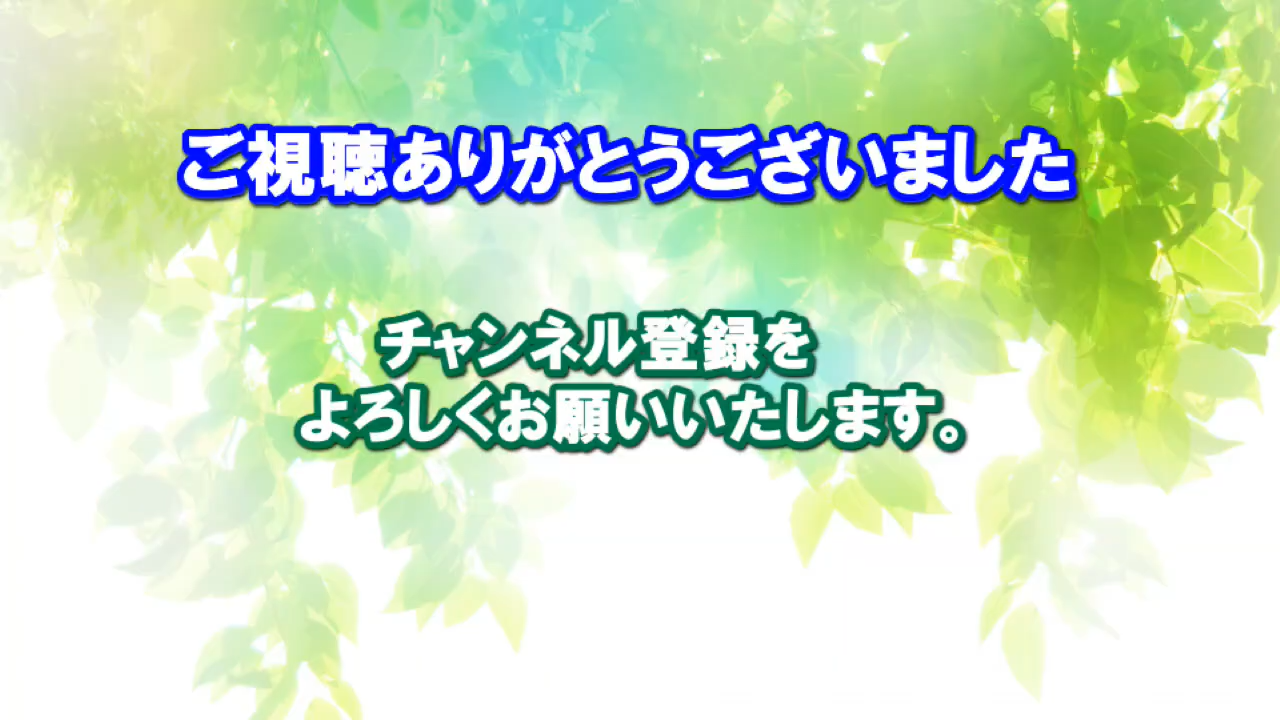 ご視聴ありがとうございました
チャンネル登録を
よろしくお願いいたします。